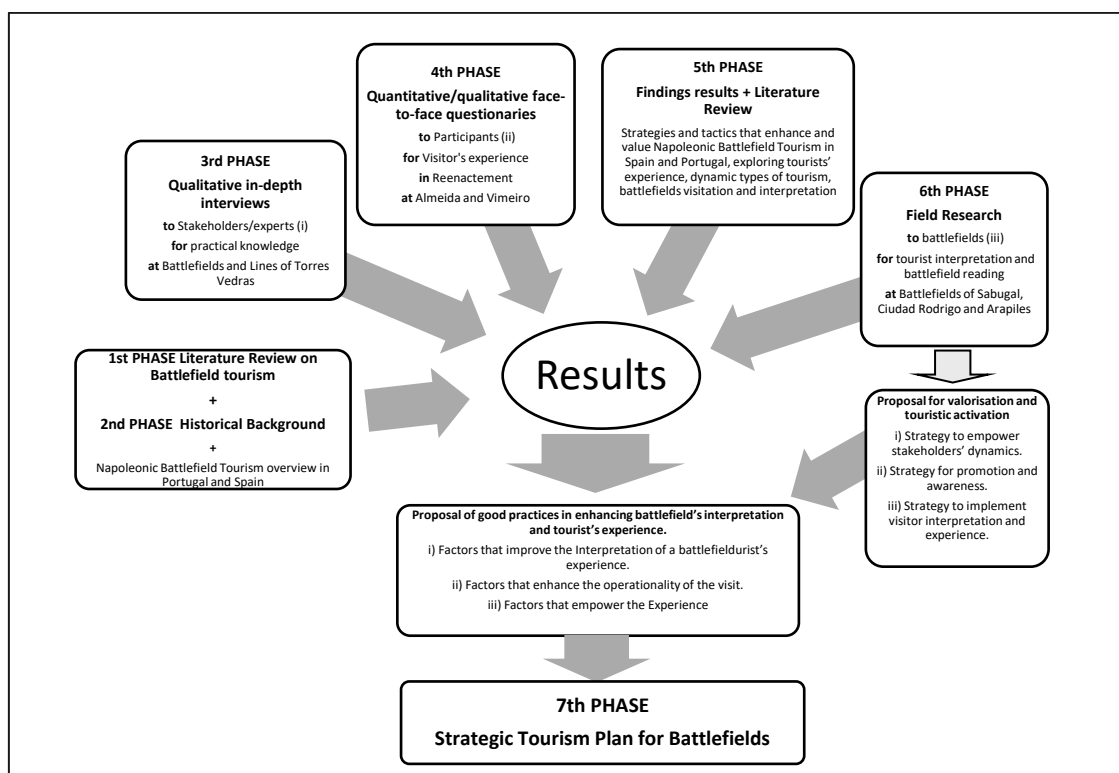 4th PHASE
Quantitative/qualitative face-
to-face questionaries
to Participants (ii)
for Visitor's experience
in Reenactement
at Almeida and Vimeiro
5th PHASE
Findings results + Literature
Review
Strategies and tactics that enhance and
value Napoleonic Battlefield Tourism in
Spain and Portugal, exploring tourists'
experience, dynamic types of tourism,
battlefields visitation and interpretation
3rd PHASE
Qualitative in-depth
interviews
to Stakeholders/experts (i)
for practical knowledge
at Battlefields and Lines of Torres
Vedras
6th PHASE
Field Research
to battlefields (iii)
for tourist interpretation and
battlefield reading
at Battlefields of Sabugal,
Ciudad Rodrigo and Arapiles
1st PHASE Literature Review on
Battlefield tourism
+
2nd PHASE Historical Background
+
Napoleonic Battlefield Tourism overview in
Portugal and Spain
Results
Proposal for valorisation and
touristic activation
i) Strategy to empower
stakeholders' dynamics.
ii) Strategy for promotion and
awareness.
iii) Strategy to implement
visitor interpretation and
experience.
Proposal of good practices in enhancing battlefield's interpretation
and tourist's experience.
i) Factors that improve the Interpretation of a battlefieldurist's
experience.
ii) Factors that enhance the operationality of the visit.
iii) Factors that empower the Experience
7th PHASE
Strategic Tourism Plan for Battlefields